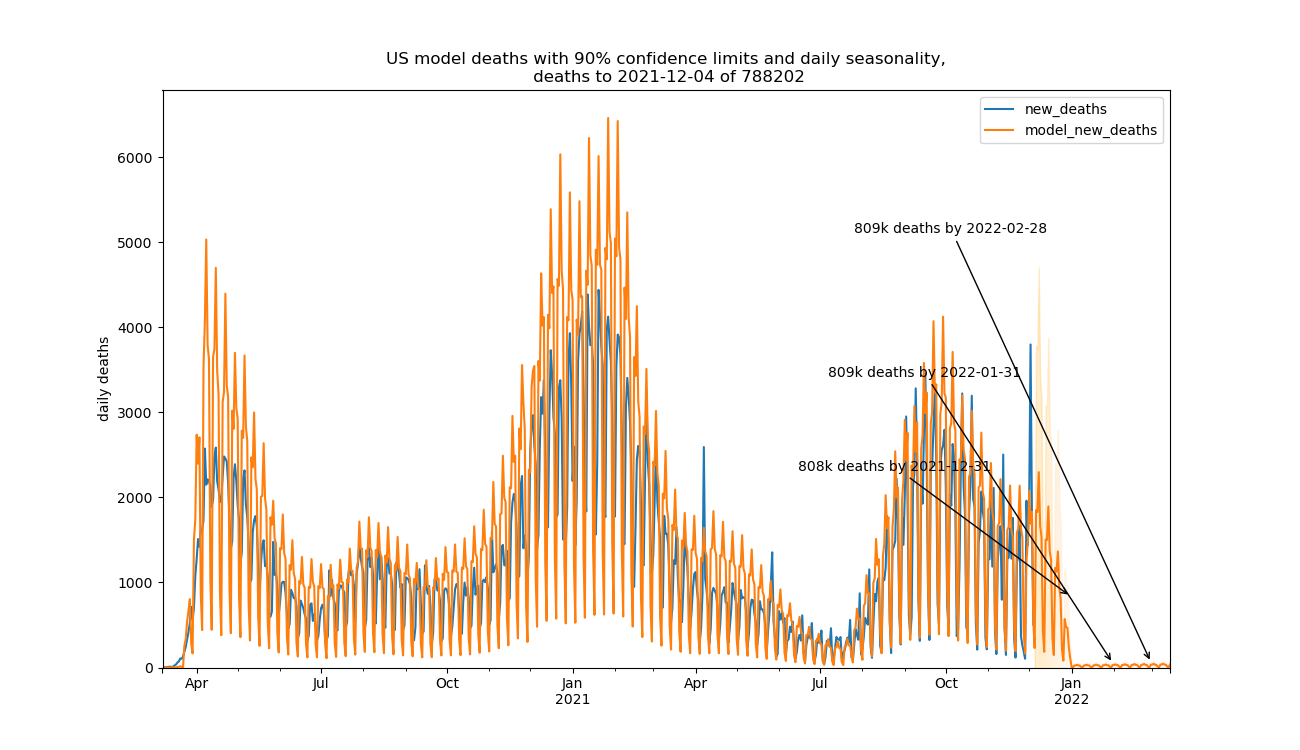 US model deaths with 90% confidence limits and daily seasonality,
deaths to 2021-12-04 of 788202
new_deaths
model_new_deaths
6000
5000
4000
3000
2000
1000
0
daily deaths
809k deaths by 2022-02-28
809k deaths by 2022-01-31
808k deaths by 2021-12-31
Apr
Jul
Oct
Jan
2021
Apr
Jul
Oct
Jan
2022